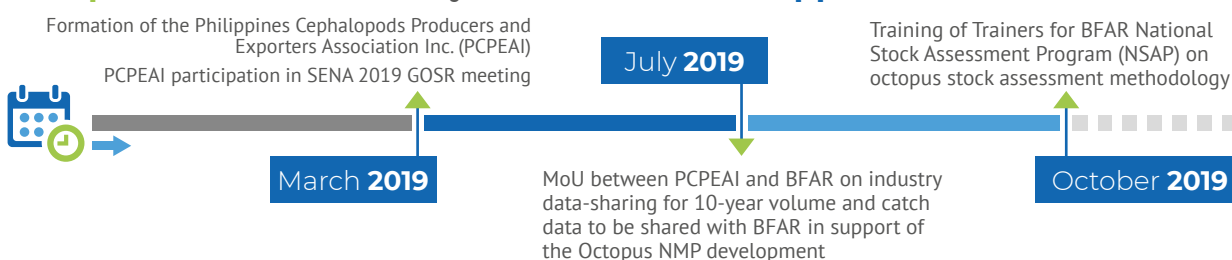 Formation of the Philippines Cephalopods Producers and
Exporters Association Inc. (PCPEAI)
PCPEAI participation in SENA 2019 GOSR meeting
March 2019
July 2019
MoU between PCPEAI and BFAR on industry
data-sharing for 10-year volume and catch
data to be shared with BFAR in support of
the Octopus NMP development
Training of Trainers for BFAR National
Stock Assessment Program (NSAP) on
octopus stock assessment methodology
October 2019